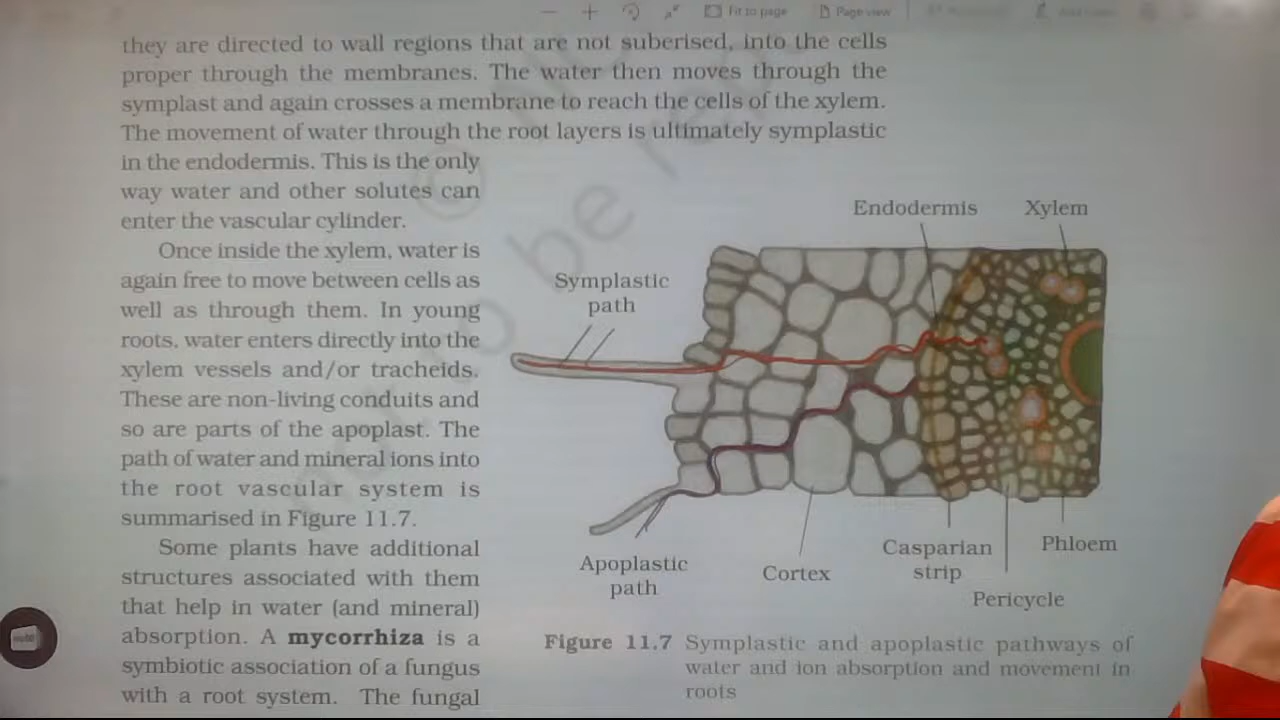 Fit to page
Page view
they are directed to wall regions that are not suberised, into the cells
proper through the membranes. The water then moves through the
symplast and again crosses a membrane to reach the cells of the xylem.
The movement of water through the root layers is ultimately symplastic
in the endodermis. This is the only
way water and other solutes can
enter the vascular cylinder.
Once inside the xylem, water is
again free to move between cells as
well as through them. In young
roots, water enters directly into the
xylem vessels and/or tracheids.
These are non-living conduits and
so are parts of the apoplast. The
path of water and mineral ions into
the root vascular system is
summarised in Figure 11.7.
Some plants have additional
structures associated with them
that help in water (and mineral)
absorption. A mycorrhiza is a
symbiotic association of a fungus
with a root system. The fungal
Endodermis
Xylem
Symplastic
path
Apoplastic
path
Cortex
Casparian
strip
Phloem
Pericycle
Figure 11.7 Symplastic and apoplastic pathways of
water and ion absorption and movement in
roots